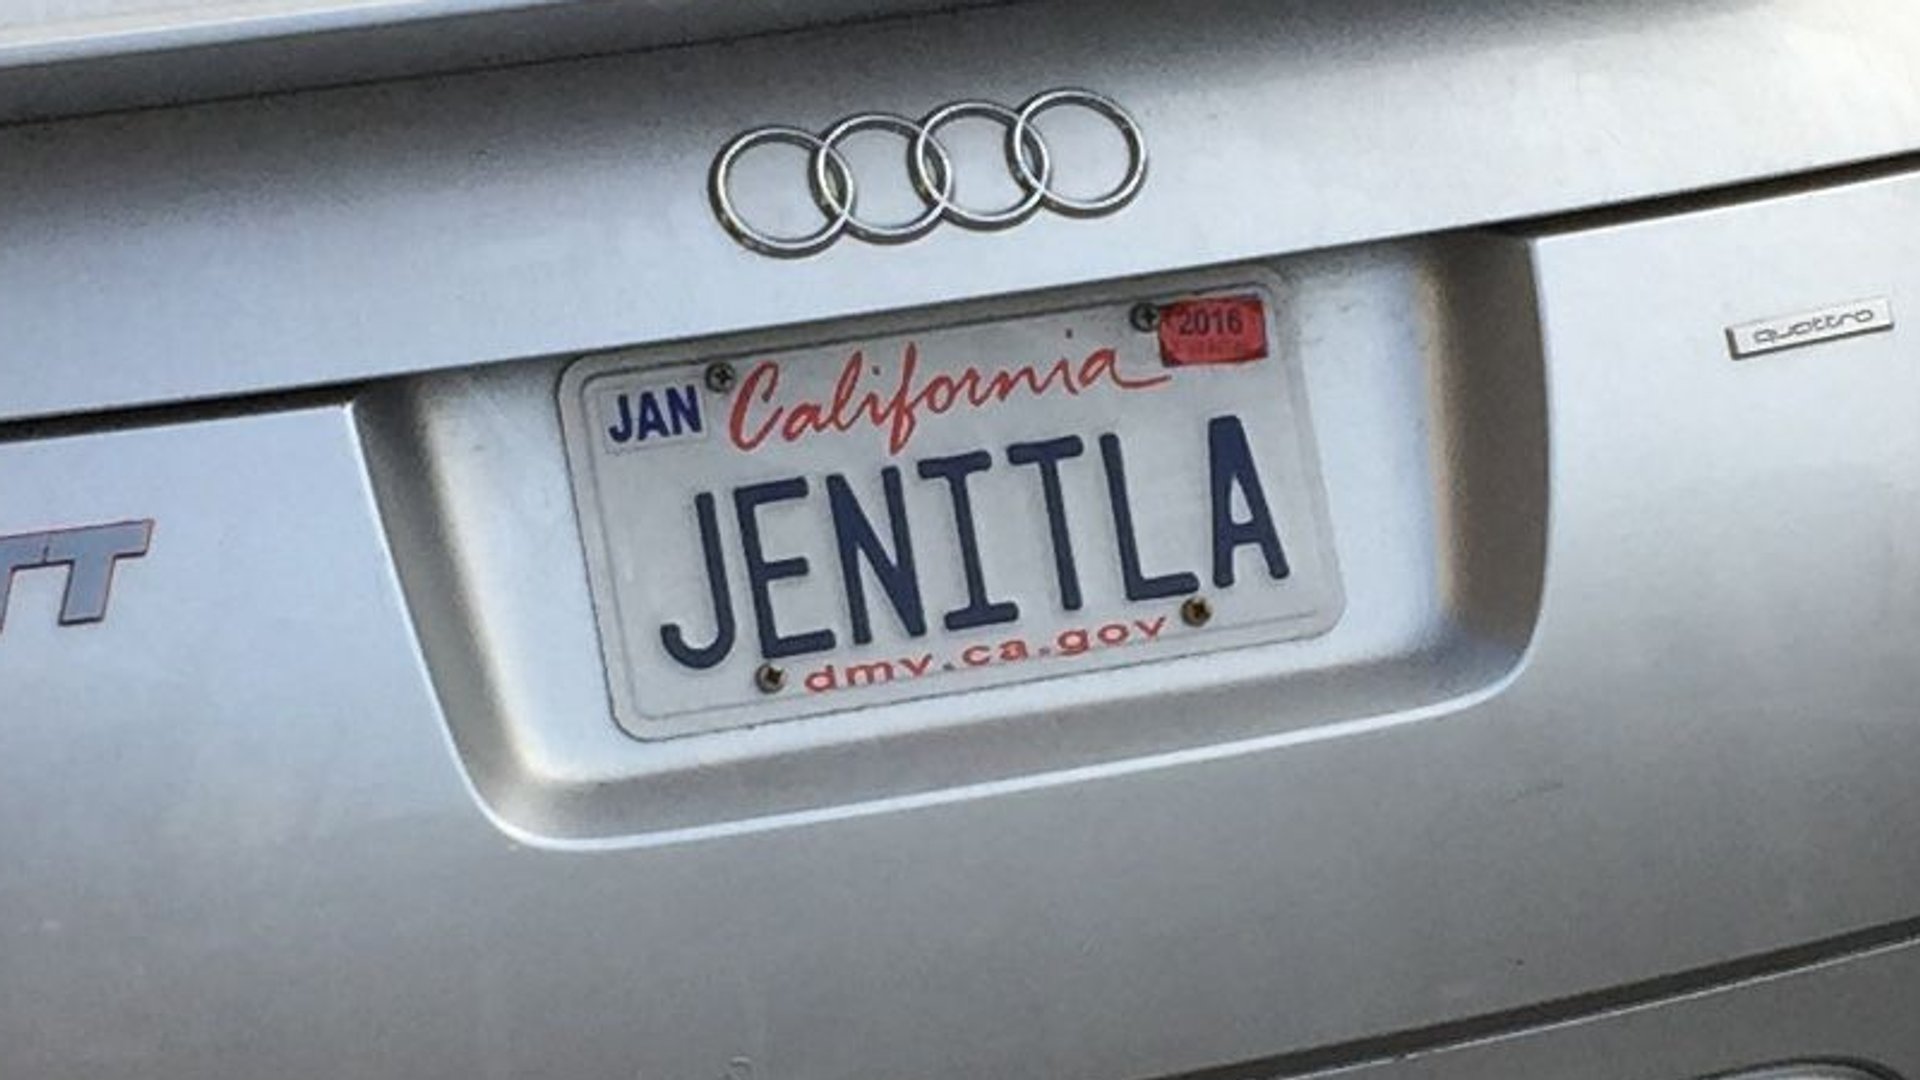 2016
JAN California
JENITLA
dmv.ca.gov
quattro
TT